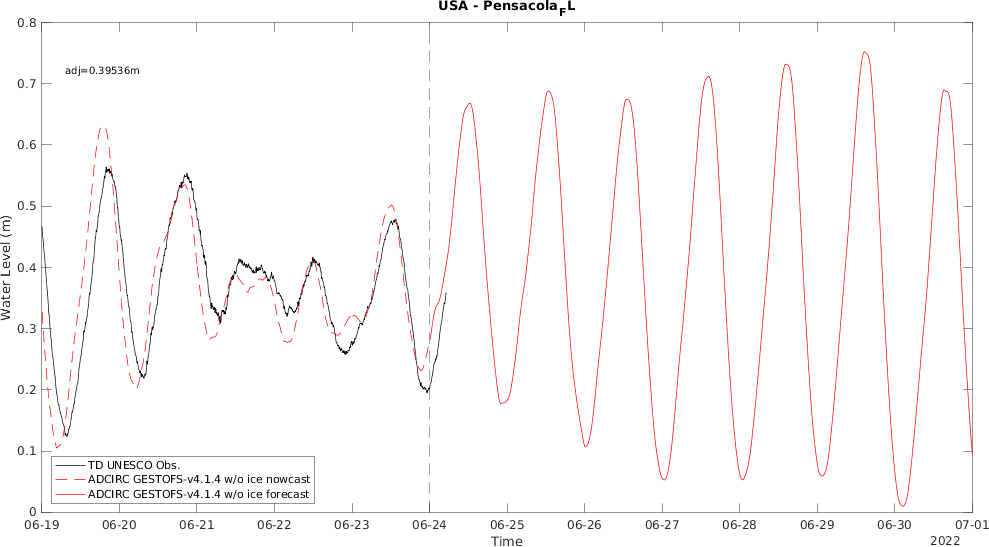 USA - Pensacola_FL
0.8
0.7
0.6
0.5
0.4
0.3
0.2
0.1
0
Water Level (m)
adj=0.39536m
TD UNESCO Obs.
ADCIRC GESTOFS-v4.1.4 w/o ice nowcast
ADCIRC GESTOFS-v4.1.4 w/o ice forecast
06-19 06-20 06-21 06-22 06-23 06-24 06-25 06-26 06-27 06-28 06-29 06-30 07-01
Time
2022